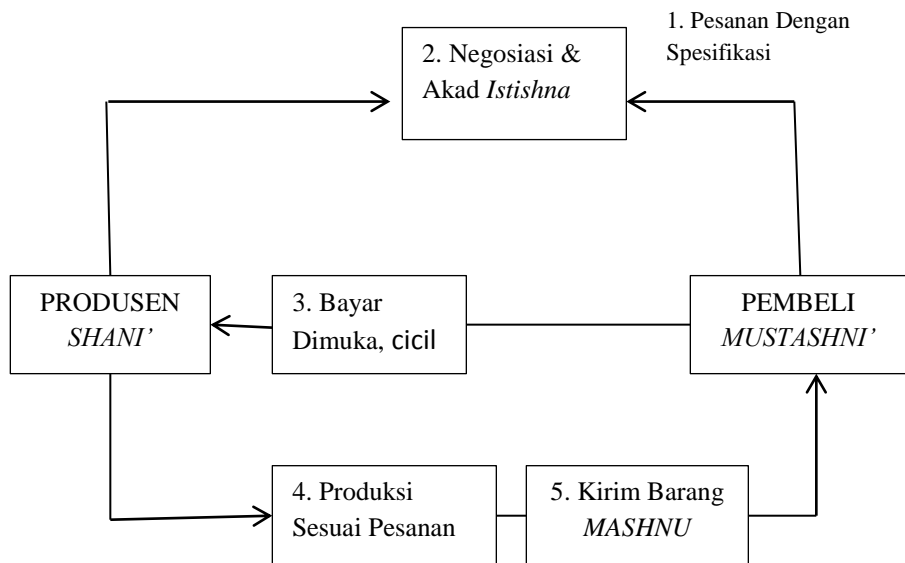 1. Pesanan Dengan
Spesifikasi
2. Negosiasi &
Akad Istishna
PRODUSEN
SHANI’
3. Bayar
Dimuka, cicil
PEMBELI
MUSTASHNI’
4. Produksi
Sesuai Pesanan
5. Kirim Barang
MASHNU